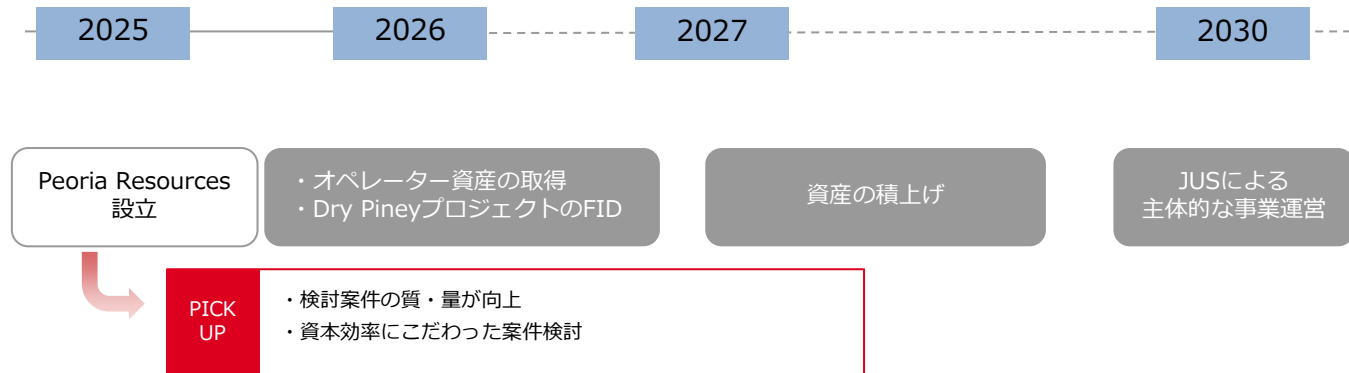 2025
2026
2027
2030
Peoria Resources
設立
・オペレーター資産の取得
・Dry PineyプロジェクトのFID
資産の積上げ
JUSによる
主体的な事業運営
PICK
UP
・検討案件の質・量が向上
・資本効率にこだわった案件検討